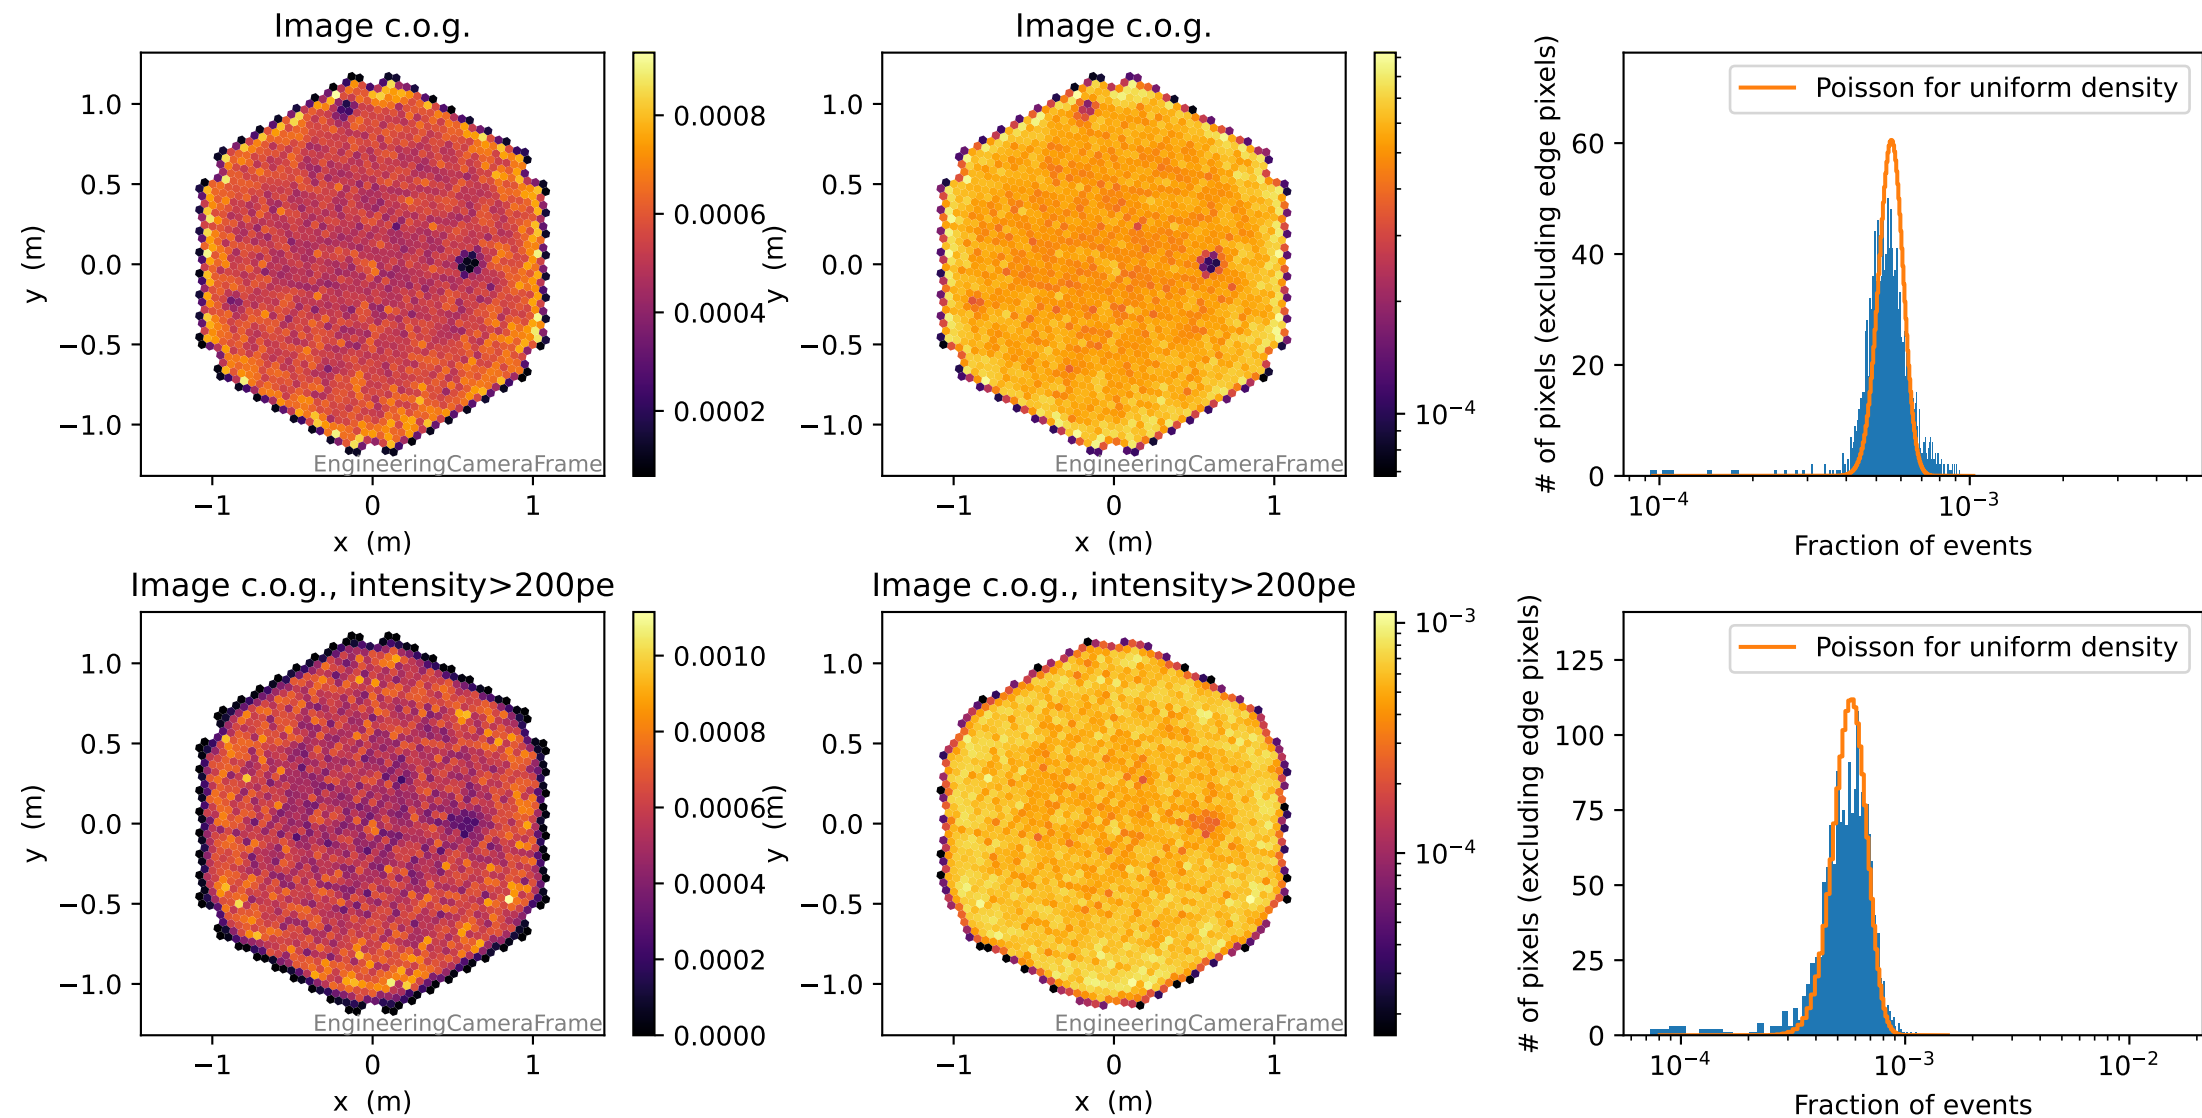 Image c.o.g.
1.0
0.5
0.0
−0.5
−1.0
y (m)
−1 0 1
x (m)
EngineeringCameraFrame
0.0008
0.0006
0.0004
0.0002
Image c.o.g.
1.0
0.5
0.0
−0.5
−1.0
y (m)
−1 0 1
x (m)
EngineeringCameraFrame
10⁻⁴
Poisson for uniform density
# of pixels (excluding edge pixels)
60
40
20
0
10⁻⁴ 10⁻³
Fraction of events
Image c.o.g., intensity>200pe
1.0
0.5
0.0
−0.5
−1.0
y (m)
−1 0 1
x (m)
EngineeringCameraFrame
0.0010
0.0008
0.0006
0.0004
0.0002
0.0000
Image c.o.g., intensity>200pe
1.0
0.5
0.0
−0.5
−1.0
y (m)
−1 0 1
x (m)
EngineeringCameraFrame
10⁻³
10⁻⁴
Poisson for uniform density
# of pixels (excluding edge pixels)
125
100
75
50
25
0
10⁻⁴ 10⁻³ 10⁻²
Fraction of events